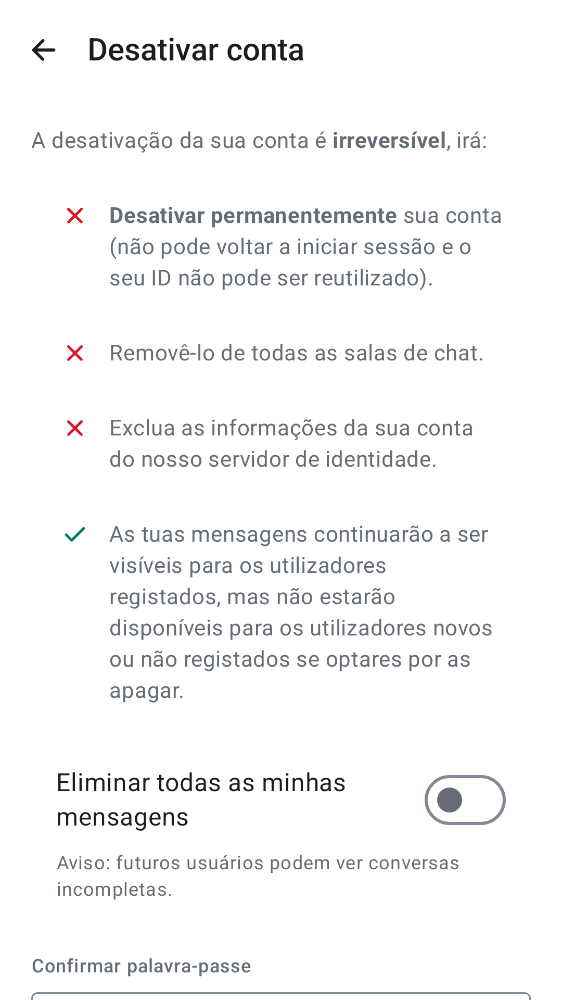 Desativar conta
A desativação da sua conta é irreversível, irá:
Desativar permanentemente sua conta
(não pode voltar a iniciar sessão e o
seu ID não pode ser reutilizado).
Removê-lo de todas as salas de chat.
Exclua as informações da sua conta
do nosso servidor de identidade.
As tuas mensagens continuarão a ser
visíveis para os utilizadores
registados, mas não estarão
disponíveis para os utilizadores novos
ou não registados se optares por as
apagar.
Eliminar todas as minhas
mensagens
Aviso: futuros usuários podem ver conversas
incompletas.
Confirmar palavra-passe